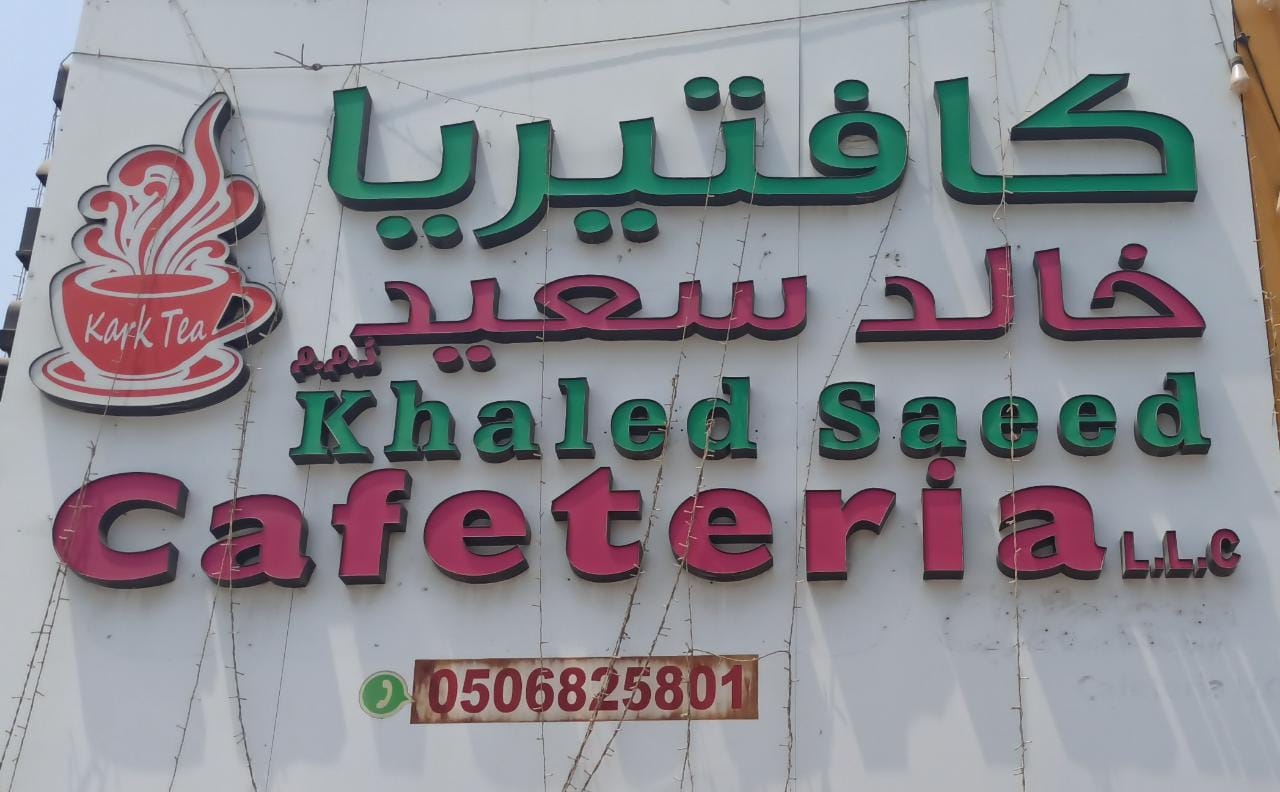 كافتيريا
خالد سعيد
ذ.م.م
Khaled Saeed
Cafeteria L.L.C
Kark Tea
0506825801